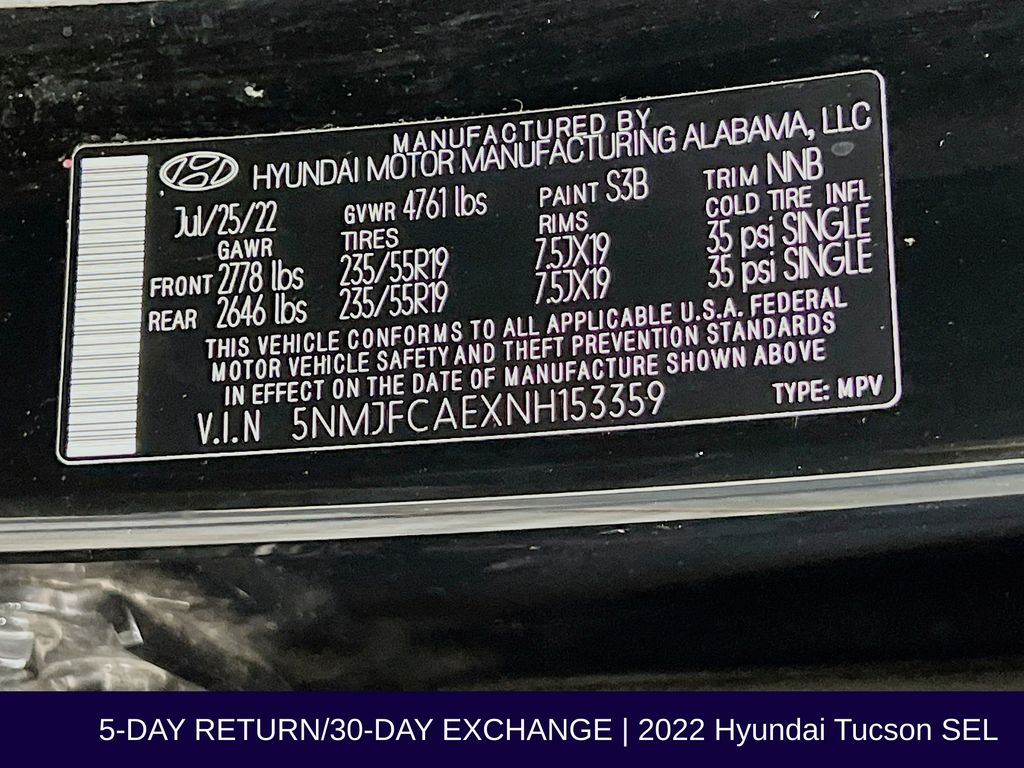 MANUFACTURED BY
HYUNDAI MOTOR MANUFACTURING ALABAMA, LLC
Jul/25/22 GVWR 4761 lbs PAINT S3B TRIM NNB
GAWR TIRES RIMS COLD TIRE INFL
FRONT 2778 lbs 235/55R19 7.5JX19 35 psi SINGLE
REAR 2646 lbs 235/55R19 7.5JX19 35 psi SINGLE
THIS VEHICLE CONFORMS TO ALL APPLICABLE U.S.A. FEDERAL
MOTOR VEHICLE SAFETY AND THEFT PREVENTION STANDARDS
IN EFFECT ON THE DATE OF MANUFACTURE SHOWN ABOVE
V.I.N 5NMJFCAEXNH153359 TYPE: MPV
5-DAY RETURN/30-DAY EXCHANGE | 2022 Hyundai Tucson SEL